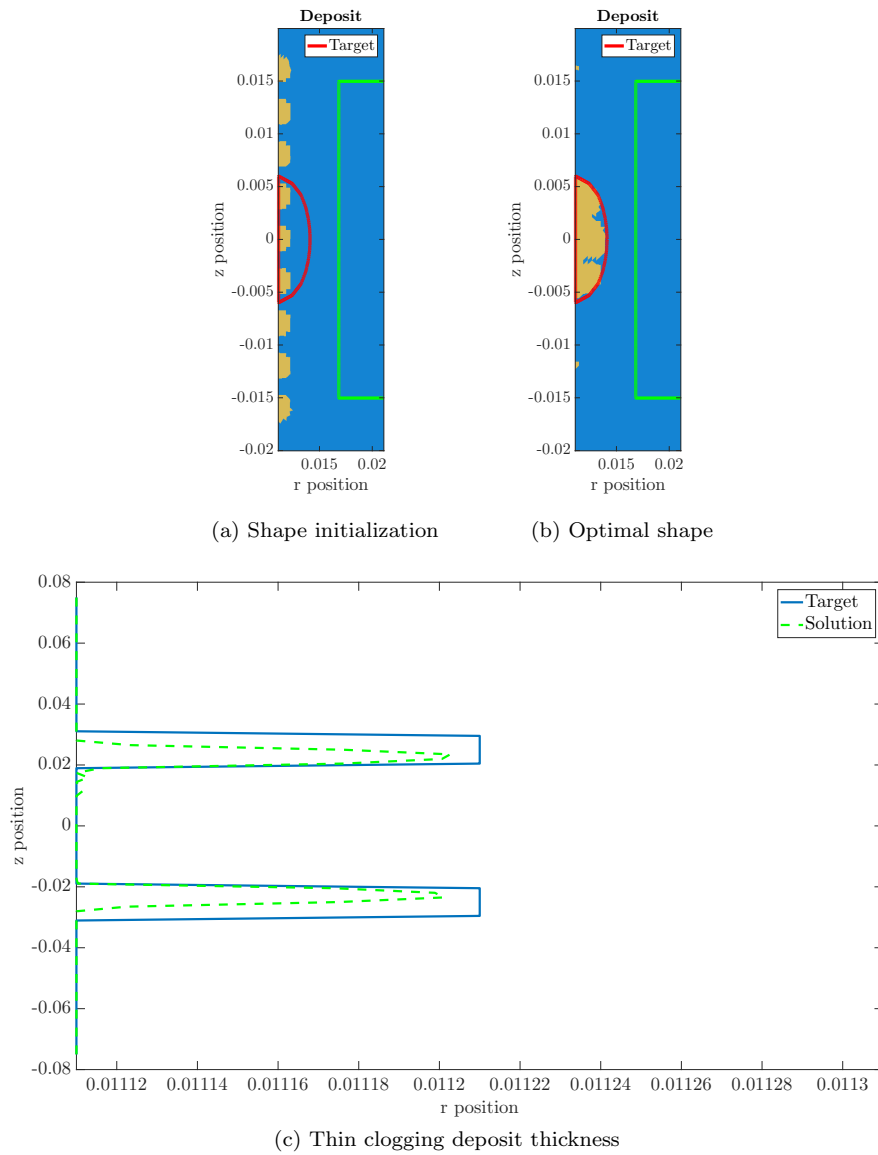 Deposit
Target
0.015
0.01
0.005
0
-0.005
-0.01
-0.015
-0.02
z position
0.015 0.02
r position
(a) Shape initialization
Deposit
Target
0.015
0.01
0.005
0
-0.005
-0.01
-0.015
-0.02
z position
0.015 0.02
r position
(b) Optimal shape
0.08
0.06
0.04
0.02
0
-0.02
-0.04
-0.06
-0.08
z position
Target
Solution
0.01112 0.01114 0.01116 0.01118 0.0112 0.01122 0.01124 0.01126 0.01128 0.0113
r position
(c) Thin clogging deposit thickness